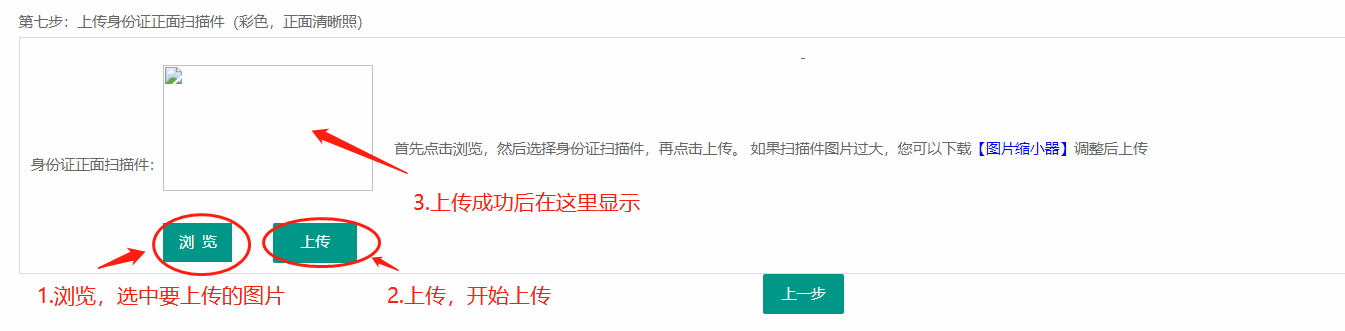 第七步：上传身份证正面扫描件（彩色，正面清晰照）
-
首先点击浏览，然后选择身份证扫描件，再点击上传。 如果扫描件图片过大，您可以下载【图片缩小器】调整后上传
身份证正面扫描件：
3.上传成功后在这里显示
浏 览
上传
1.浏览，选中要上传的图片
2.上传，开始上传
上一步